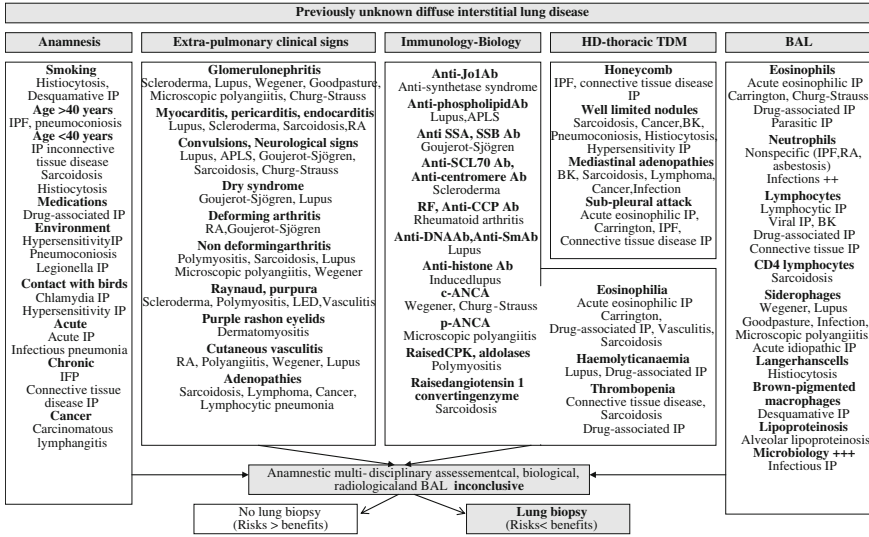 Previously unknown diffuse interstitial lung disease
Anamnesis
Smoking
Histiocytosis,
Desquamative IP
Age >40 years
IPF, pneumoconiosis
Age <40 years
IP inconnective
tissue disease
Sarcoidosis
Histiocytosis
Medications
Drug-associated IP
Environment
HypersensitivityIP
Pneumoconiosis
Legionella IP
Contact with birds
Chlamydia IP
Hypersensitivity IP
Acute
Acute IP
Infectious pneumonia
Chronic
IFP
Connective tissue
disease IP
Cancer
Carcinomatous
lymphangitis
Extra-pulmonary clinical signs
Glomerulonephritis
Scleroderma, Lupus, Wegener, Goodpasture,
Microscopic polyangiitis, Churg-Strauss
Myocarditis, pericarditis, endocarditis
Lupus, Scleroderma, Sarcoidosis,RA
Convulsions, Neurological signs
Lupus, APLS, Goujerot-Sjögren,
Sarcoidosis, Churg-Strauss
Dry syndrome
Goujerot-Sjögren, Lupus
Deforming arthritis
RA,Goujerot-Sjögren
Non deformingarthritis
Polymyositis, Sarcoidosis, Lupus
Microscopic polyangiitis, Wegener
Raynaud, purpura
Scleroderma, Polymyositis, LED,Vasculitis
Purple rashon eyelids
Dermatomyositis
Cutaneous vasculitis
RA, Polyangiitis, Wegener, Lupus
Adenopathies
Sarcoidosis, Lymphoma, Cancer,
Lymphocytic pneumonia
Immunology-Biology
Anti-Jo1Ab
Anti-synthetase syndrome
Anti-phospholipidAb
Lupus,APLS
Anti SSA, SSB Ab
Goujerot-Sjögren
Anti-SCL70 Ab,
Anti-centromere Ab
Scleroderma
RF, Anti-CCP Ab
Rheumatoid arthritis
Anti-DNAAb,Anti-SmAb
Lupus
Anti-histone Ab
Inducedlupus
c-ANCA
Wegener, Churg-Strauss
p-ANCA
Microscopic polyangiitis
RaisedCPK, aldolases
Polymyositis
Raisedangiotensin 1
convertingenzyme
Sarcoidosis
HD-thoracic TDM
Honeycomb
IPF, connective tissue disease
IP
Well limited nodules
Sarcoidosis, Cancer,BK,
Pneumoconiosis, Histiocytosis,
Hypersensitivity IP
Mediastinal adenopathies
BK, Sarcoidosis, Lymphoma,
Cancer,Infection
Sub-pleural attack
Acute eosinophilic IP,
Carrington, IPF,
Connective tissue disease IP
Eosinophilia
Acute eosinophilic IP
Carrington,
Drug-associated IP, Vasculitis,
Sarcoidosis
Haemolyticanaemia
Lupus, Drug-associated IP
Thrombopenia
Connective tissue disease,
Sarcoidosis
Drug-associated IP
BAL
Eosinophils
Acute eosinophilic IP
Carrington, Churg-Strauss
Drug-associated IP
Parasitic IP
Neutrophils
Nonspecific (IPF,RA,
asbestosis)
Infections ++
Lymphocytes
Lymphocytic IP
Viral IP, BK
Drug-associated IP
Connective tissue IP
CD4 lymphocytes
Sarcoidosis
Siderophages
Wegener, Lupus
Goodpasture, Infection,
Microscopic polyangiitis
Acute idiopathic IP
Langerhanscells
Histiocytosis
Brown-pigmented
macrophages
Desquamative IP
Lipoproteinosis
Alveolar lipoproteinosis
Microbiology +++
Infectious IP
Anamnestic multi-disciplinary assessementcal, biological,
radiologicaland BAL inconclusive
No lung biopsy
(Risks > benefits)
Lung biopsy
(Risks< benefits)